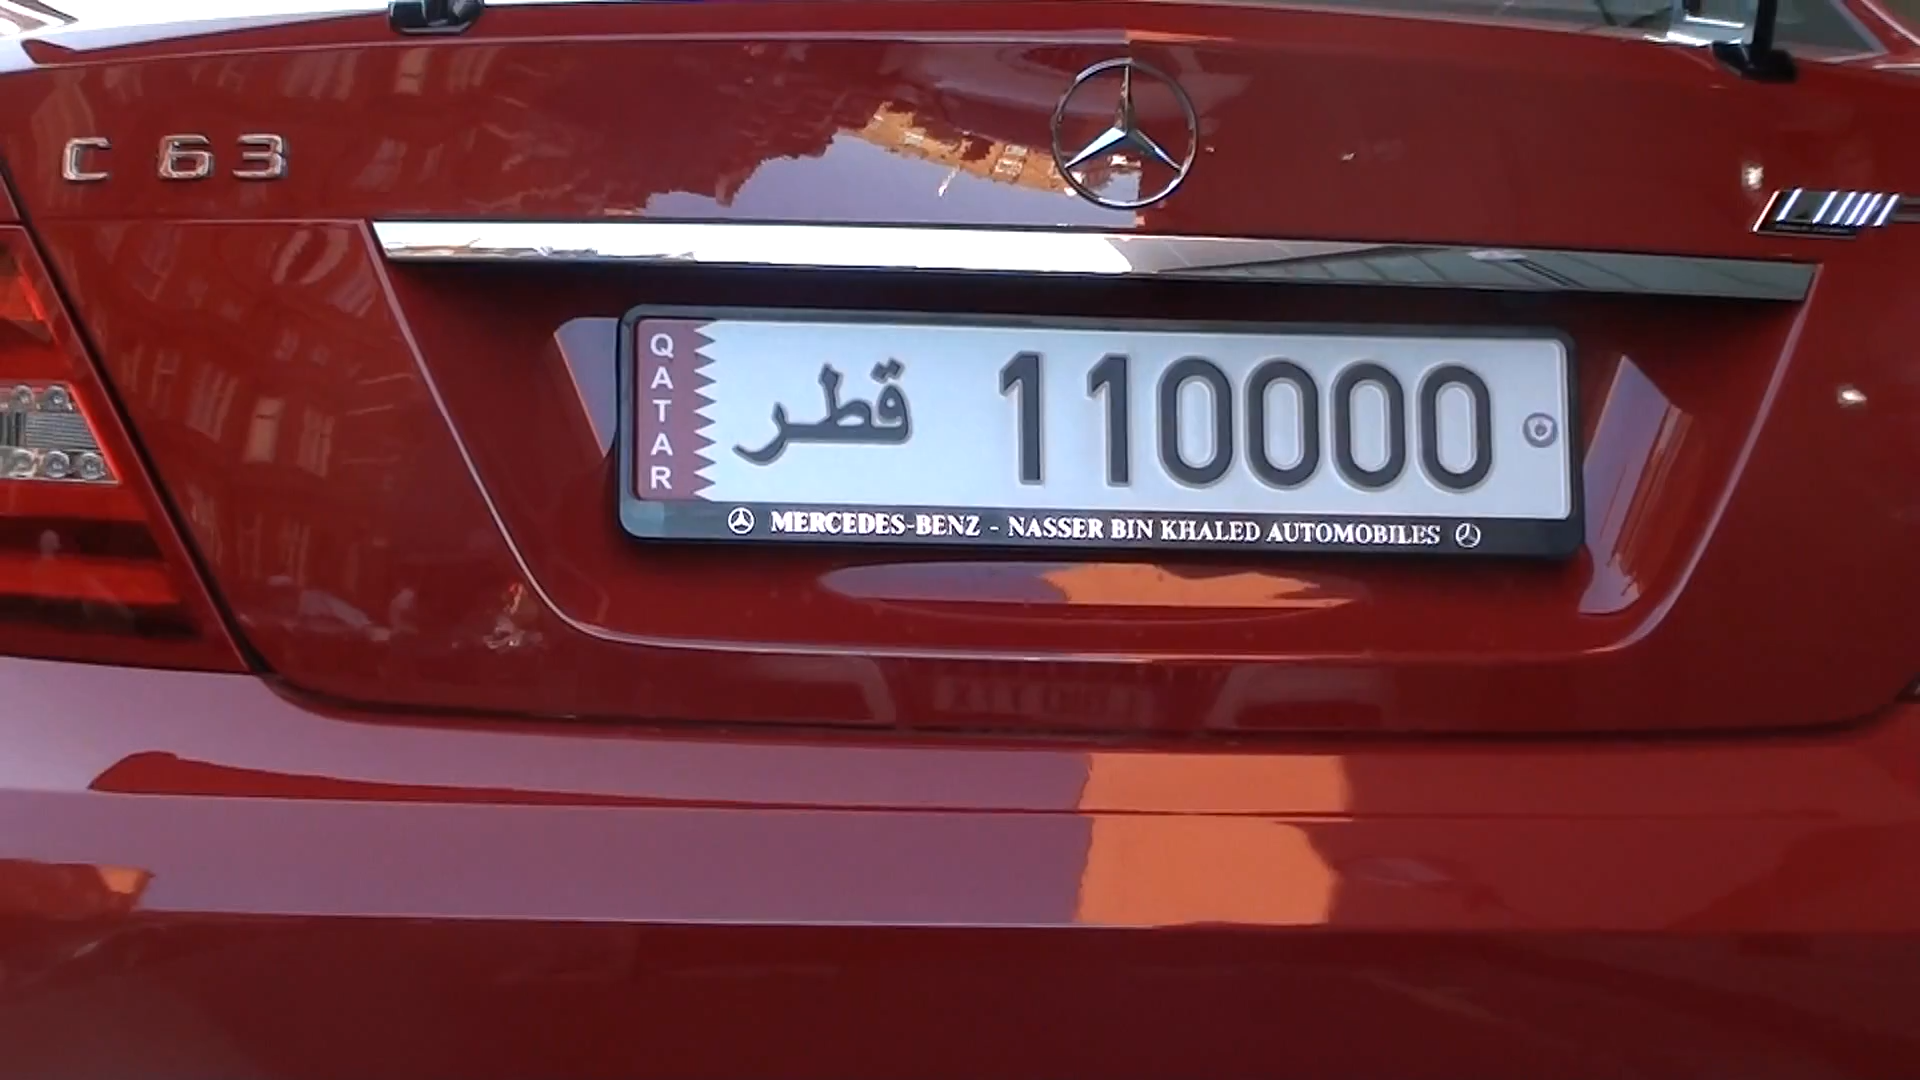 C 63
QATAR
قطر 110000
MERCEDES-BENZ - NASSER BIN KHALED AUTOMOBILES